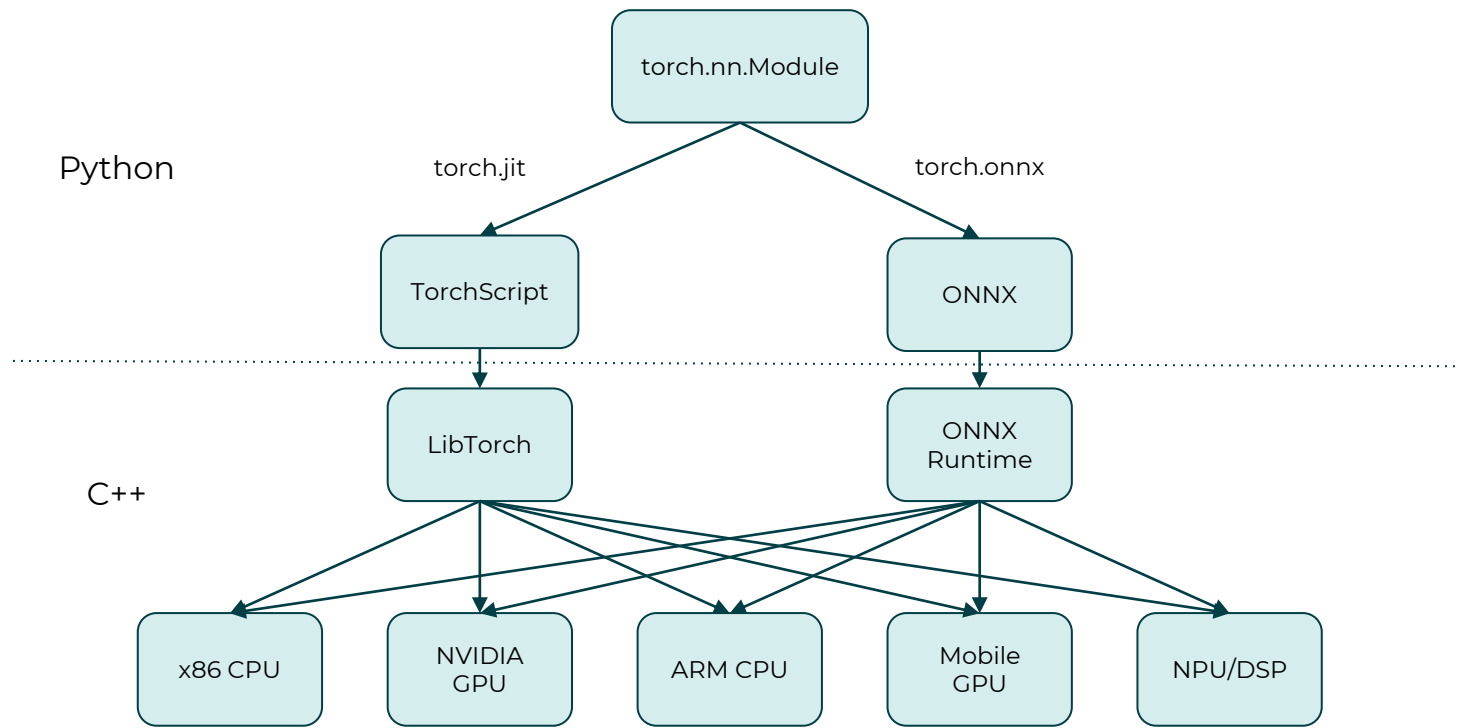 torch.nn.Module
Python
torch.jit
torch.onnx
TorchScript
ONNX
LibTorch
ONNX
Runtime
C++
x86 CPU
NVIDIA
GPU
ARM CPU
Mobile
GPU
NPU/DSP